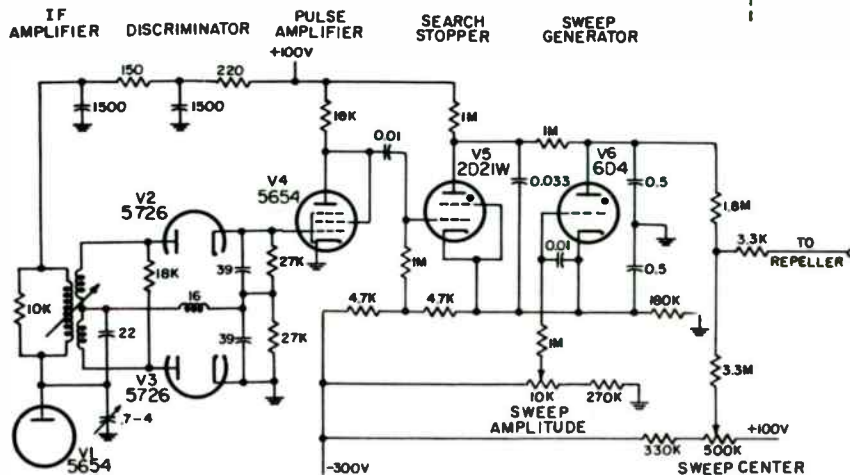 IF AMPLIFIER
DISCRIMINATOR
PULSE AMPLIFIER
SEARCH STOPPER
SWEEP GENERATOR
+100V
150
220
1500
1500
18K
0.01
1M
1M
V2
5726
V4
5654
V5
2D21W
V6
6D4
0.033
0.5
1.8M
3.3K
TO REPELLER
10K
18K
39
27K
1M
0.01
0.5
16
22
39
27K
4.7K
4.7K
180K
V3
5726
1M
3.3M
.7-4
10K
270K
SWEEP AMPLITUDE
V1
5654
-300V
330K
500K
+100V
SWEEP CENTER